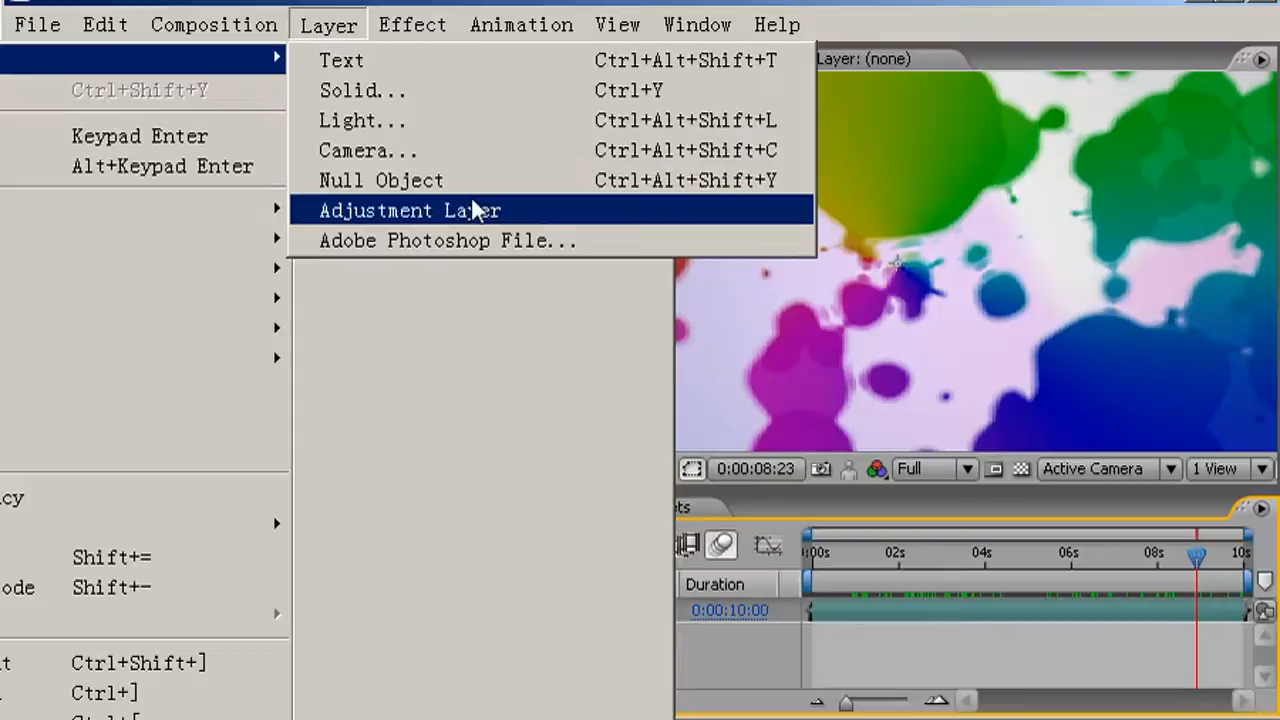 File Edit Composition Layer Effect Animation View Window Help
Text Ctrl+Alt+Shift+T
Layer: (none)
Ctrl+Shift+Y
Solid... Ctrl+Y
Light... Ctrl+Alt+Shift+L
Keypad Enter
Camera... Ctrl+Alt+Shift+C
Alt+Keypad Enter
Null Object Ctrl+Alt+Shift+Y
Adjustment Layer
Adobe Photoshop File...
0:00:08:23 Full Active Camera 1 View
cy
ts
Shift+=
ode Shift+-
:00s 02s 04s 06s 08s 10s
Duration
0:00:10:00
t Ctrl+Shift+]
Ctrl+]